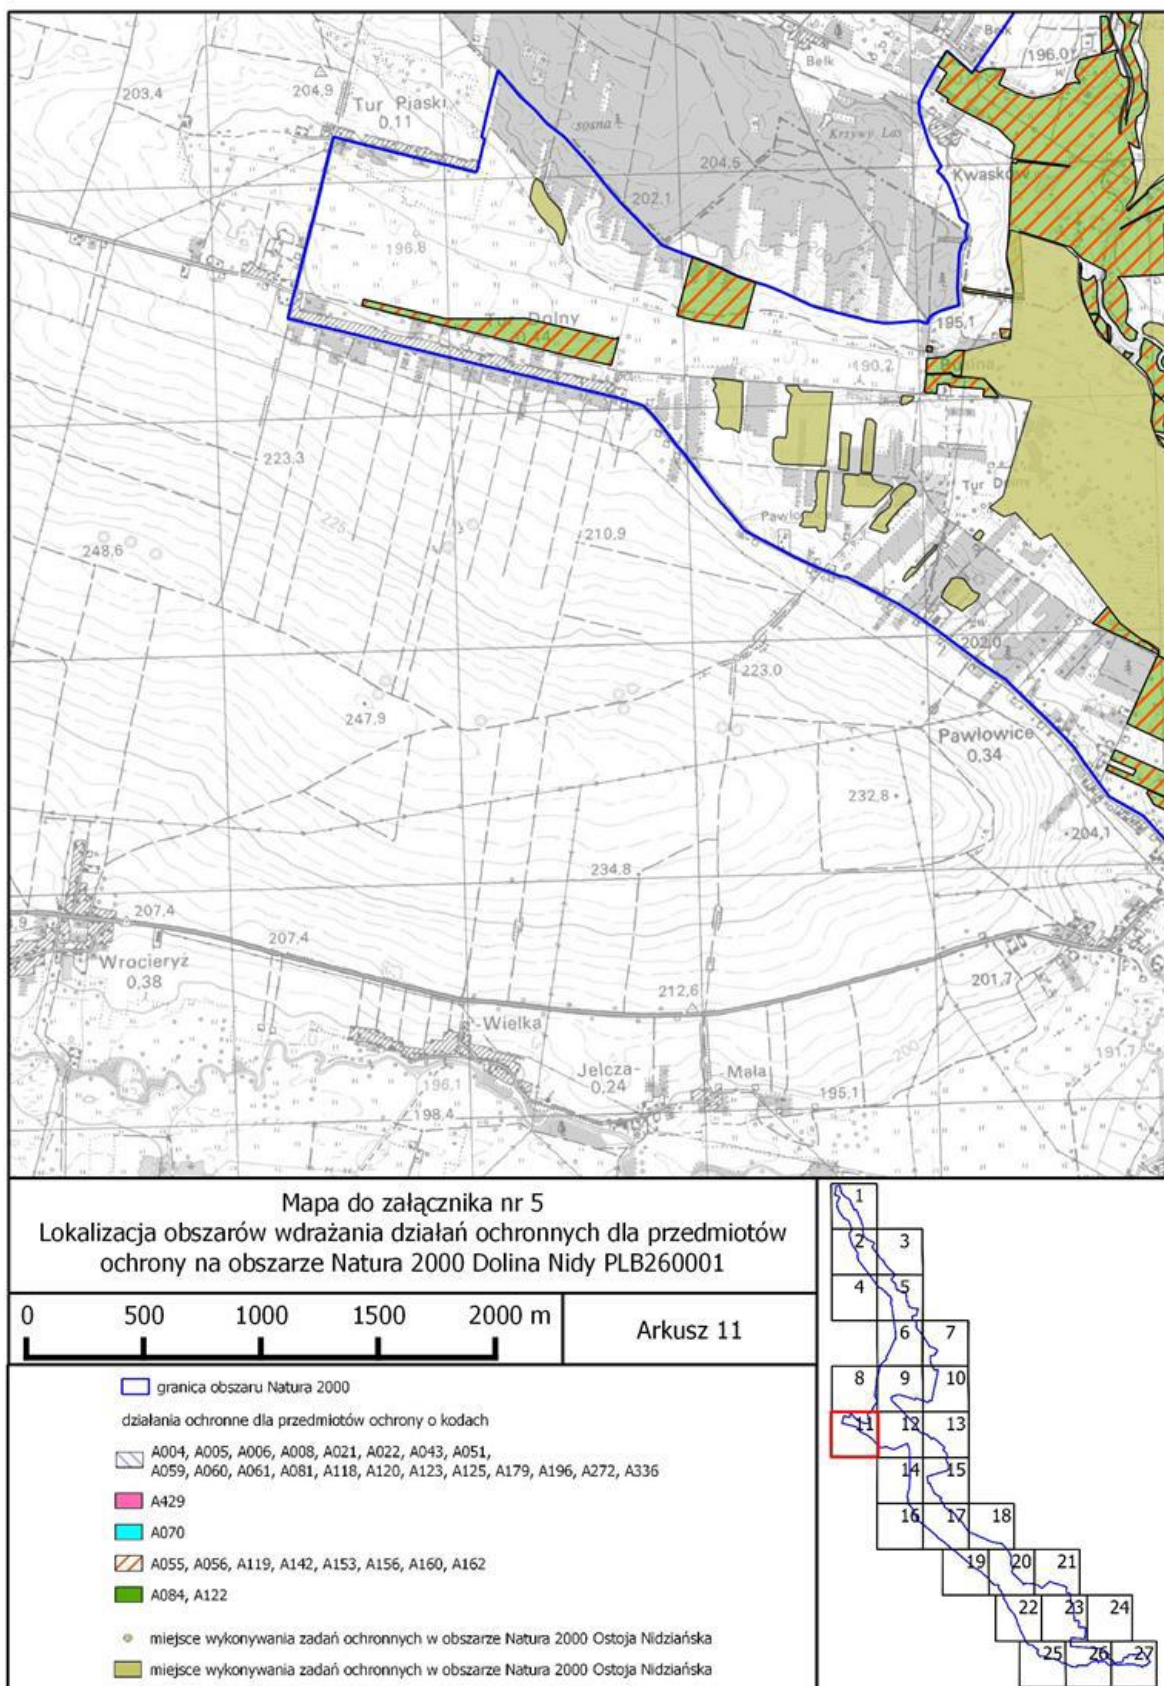 Belk
196.0
Belk
203,4
204,9
Tur Piaski
0.11
sosna
Krzywy Las
204,5
202,1
Kwasków
196,8
Tur Dolny
195,1
190,2
Tur Dolny
223,3
225,
210,9
248,6
202,0
223,0
247,9
Pawłowice
0,34
232,8
204,1
234,8
207,4
207,4
Wrocieryż
0,38
212,6
201,7
Wielka
Jelcza-
0,24
Mała
196,1
198,4
195,1
200
191,7
Mapa do załącznika nr 5
Lokalizacja obszarów wdrażania działań ochronnych dla przedmiotów
ochrony na obszarze Natura 2000 Dolina Nidy PLB260001
0 500 1000 1500 2000 m
Arkusz 11
granica obszaru Natura 2000
działania ochronne dla przedmiotów ochrony o kodach
A004, A005, A006, A008, A021, A022, A043, A051,
A059, A060, A061, A081, A118, A120, A123, A125, A179, A196, A272, A336
A429
A070
A055, A056, A119, A142, A153, A156, A160, A162
A084, A122
miejsce wykonywania zadań ochronnych w obszarze Natura 2000 Ostoja Nidziańska
miejsce wykonywania zadań ochronnych w obszarze Natura 2000 Ostoja Nidziańska
1
2 3
4 5
6 7
8 9 10
11 12 13
14 15
16 17 18
19 20 21
22 23 24
25 26 27